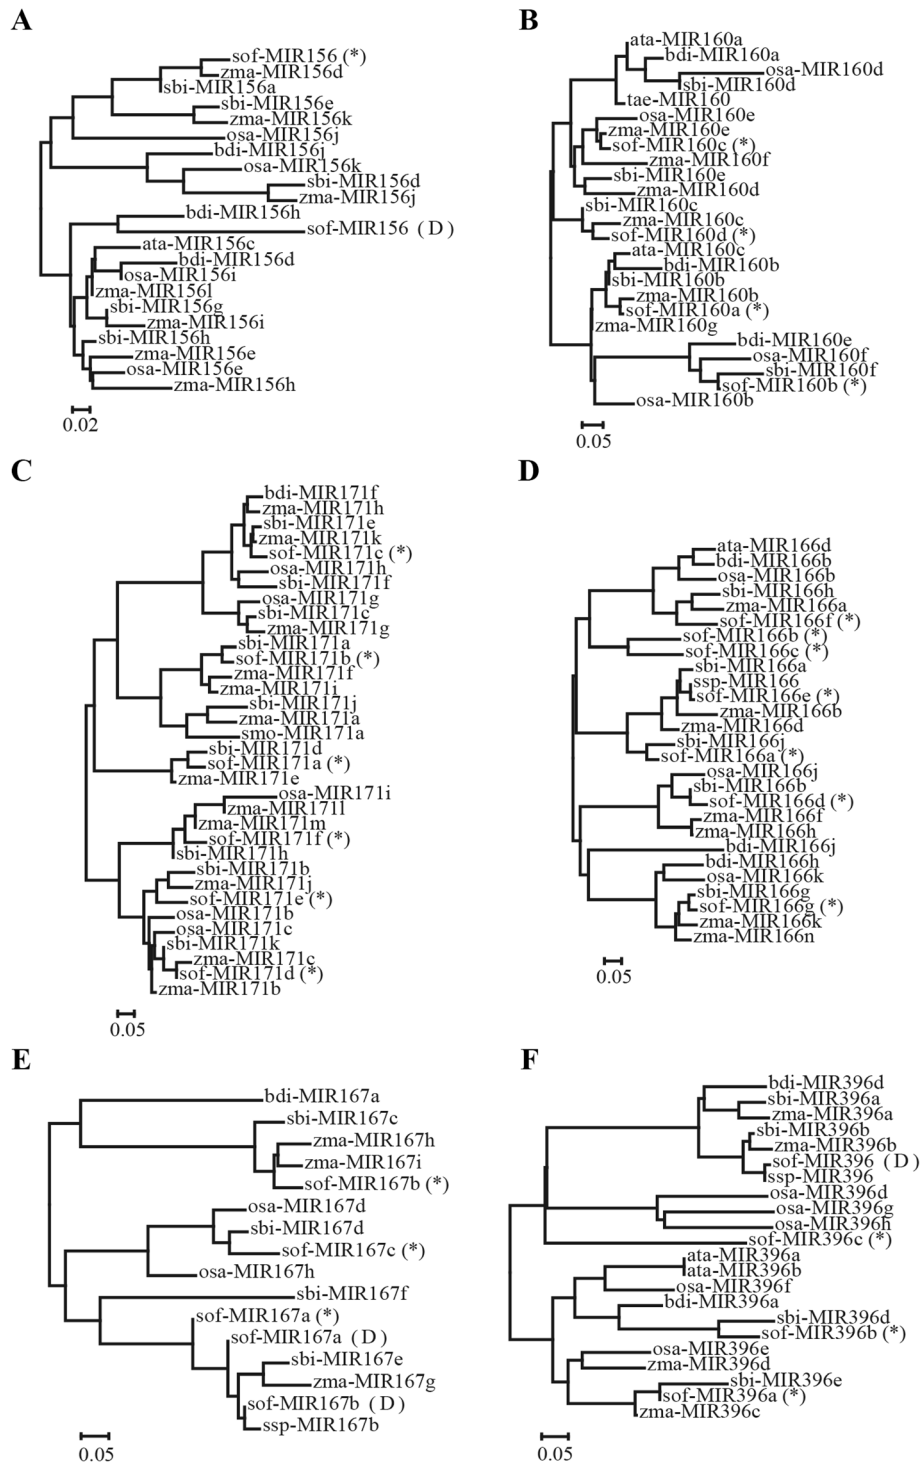 A
sof-MIR156 (*)
zma-MIR156d
sbi-MIR156a
sbi-MIR156e
zma-MIR156k
osa-MIR156j
bdi-MIR156j
osa-MIR156k
sbi-MIR156d
zma-MIR156j
bdi-MIR156h
sof-MIR156 (D)
ata-MIR156c
bdi-MIR156d
osa-MIR156i
zma-MIR156l
sbi-MIR156g
zma-MIR156i
sbi-MIR156h
zma-MIR156e
osa-MIR156e
zma-MIR156h
0.02
B
ata-MIR160a
bdi-MIR160a
osa-MIR160d
sbi-MIR160d
tae-MIR160
osa-MIR160e
zma-MIR160e
sof-MIR160c (*)
zma-MIR160f
sbi-MIR160e
zma-MIR160d
sbi-MIR160c
zma-MIR160c
sof-MIR160d (*)
ata-MIR160c
bdi-MIR160b
sbi-MIR160b
zma-MIR160b
sof-MIR160a (*)
zma-MIR160g
bdi-MIR160e
osa-MIR160f
sbi-MIR160f
sof-MIR160b (*)
osa-MIR160b
0.05
C
bdi-MIR171f
zma-MIR171h
sbi-MIR171e
zma-MIR171k
sof-MIR171c (*)
osa-MIR171h
sbi-MIR171f
osa-MIR171g
sbi-MIR171c
zma-MIR171g
sbi-MIR171a
sof-MIR171b (*)
zma-MIR171f
zma-MIR171i
sbi-MIR171j
zma-MIR171a
smo-MIR171a
sbi-MIR171d
sof-MIR171a (*)
zma-MIR171e
osa-MIR171i
zma-MIR171l
zma-MIR171m
sof-MIR171f (*)
sbi-MIR171h
sbi-MIR171b
zma-MIR171j
sof-MIR171e (*)
osa-MIR171b
osa-MIR171c
sbi-MIR171k
zma-MIR171c
sof-MIR171d (*)
zma-MIR171b
0.05
D
ata-MIR166d
bdi-MIR166b
osa-MIR166b
sbi-MIR166h
zma-MIR166a
sof-MIR166f (*)
sof-MIR166b (*)
sof-MIR166c (*)
sbi-MIR166a
ssp-MIR166
sof-MIR166e (*)
zma-MIR166b
zma-MIR166d
sbi-MIR166j
sof-MIR166a (*)
osa-MIR166j
sbi-MIR166b
sof-MIR166d (*)
zma-MIR166f
zma-MIR166h
bdi-MIR166j
bdi-MIR166h
osa-MIR166k
sbi-MIR166g
sof-MIR166g (*)
zma-MIR166k
zma-MIR166n
0.05
E
bdi-MIR167a
sbi-MIR167c
zma-MIR167h
zma-MIR167i
sof-MIR167b (*)
osa-MIR167d
sbi-MIR167d
sof-MIR167c (*)
osa-MIR167h
sbi-MIR167f
sof-MIR167a (*)
sof-MIR167a (D)
sbi-MIR167e
zma-MIR167g
sof-MIR167b (D)
ssp-MIR167b
0.05
F
bdi-MIR396d
sbi-MIR396a
zma-MIR396a
sbi-MIR396b
zma-MIR396b
sof-MIR396 (D)
ssp-MIR396
osa-MIR396d
osa-MIR396g
osa-MIR396h
sof-MIR396c (*)
ata-MIR396a
ata-MIR396b
osa-MIR396f
bdi-MIR396a
sbi-MIR396d
sof-MIR396b (*)
osa-MIR396e
zma-MIR396d
sbi-MIR396e
sof-MIR396a (*)
zma-MIR396c
0.05